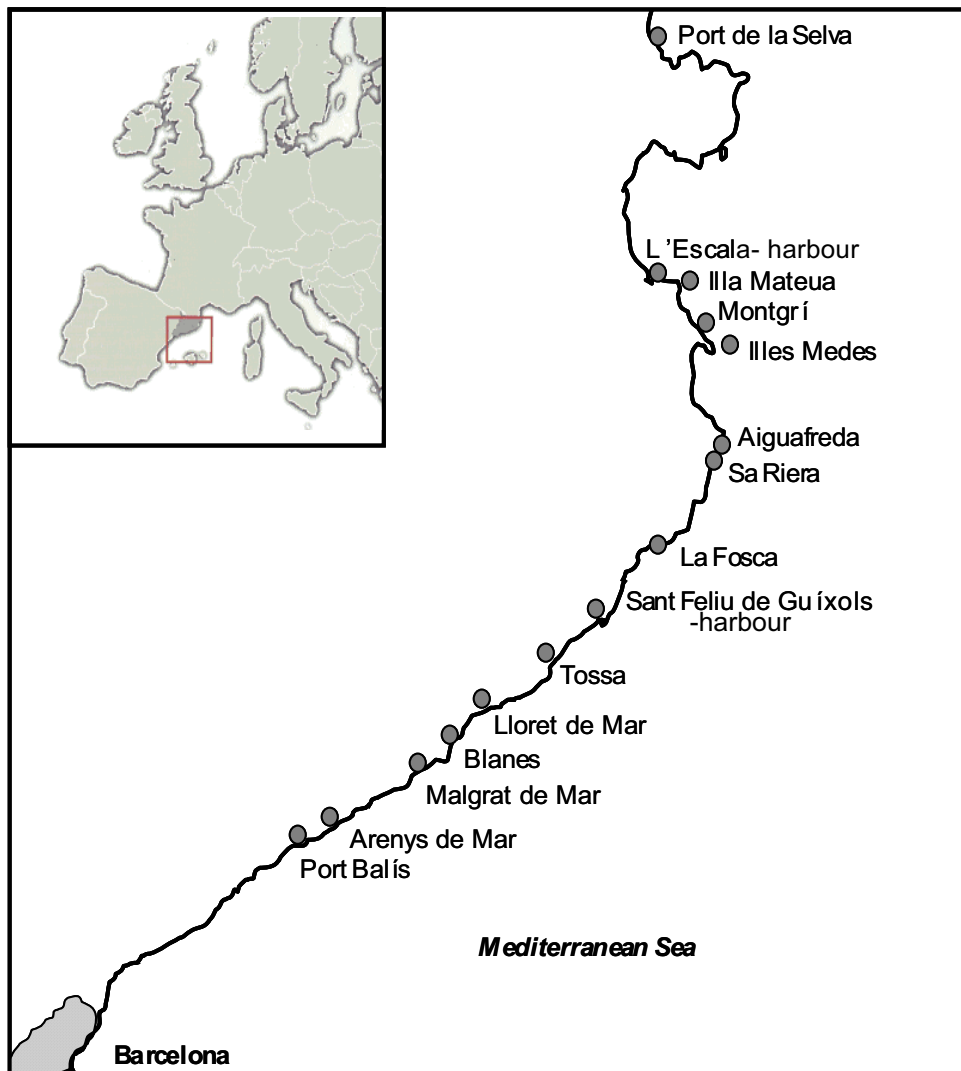 Port de la Selva
L 'Escala- harbour
Illa Mateua
Montgrí
Illes Medes
Aiguafreda
Sa Riera
La Fosca
Sant Feliu de Guíxols
-harbour
Tossa
Lloret de Mar
Blanes
Malgrat de Mar
Arenys de Mar
Port Balís
Mediterranean Sea
Barcelona